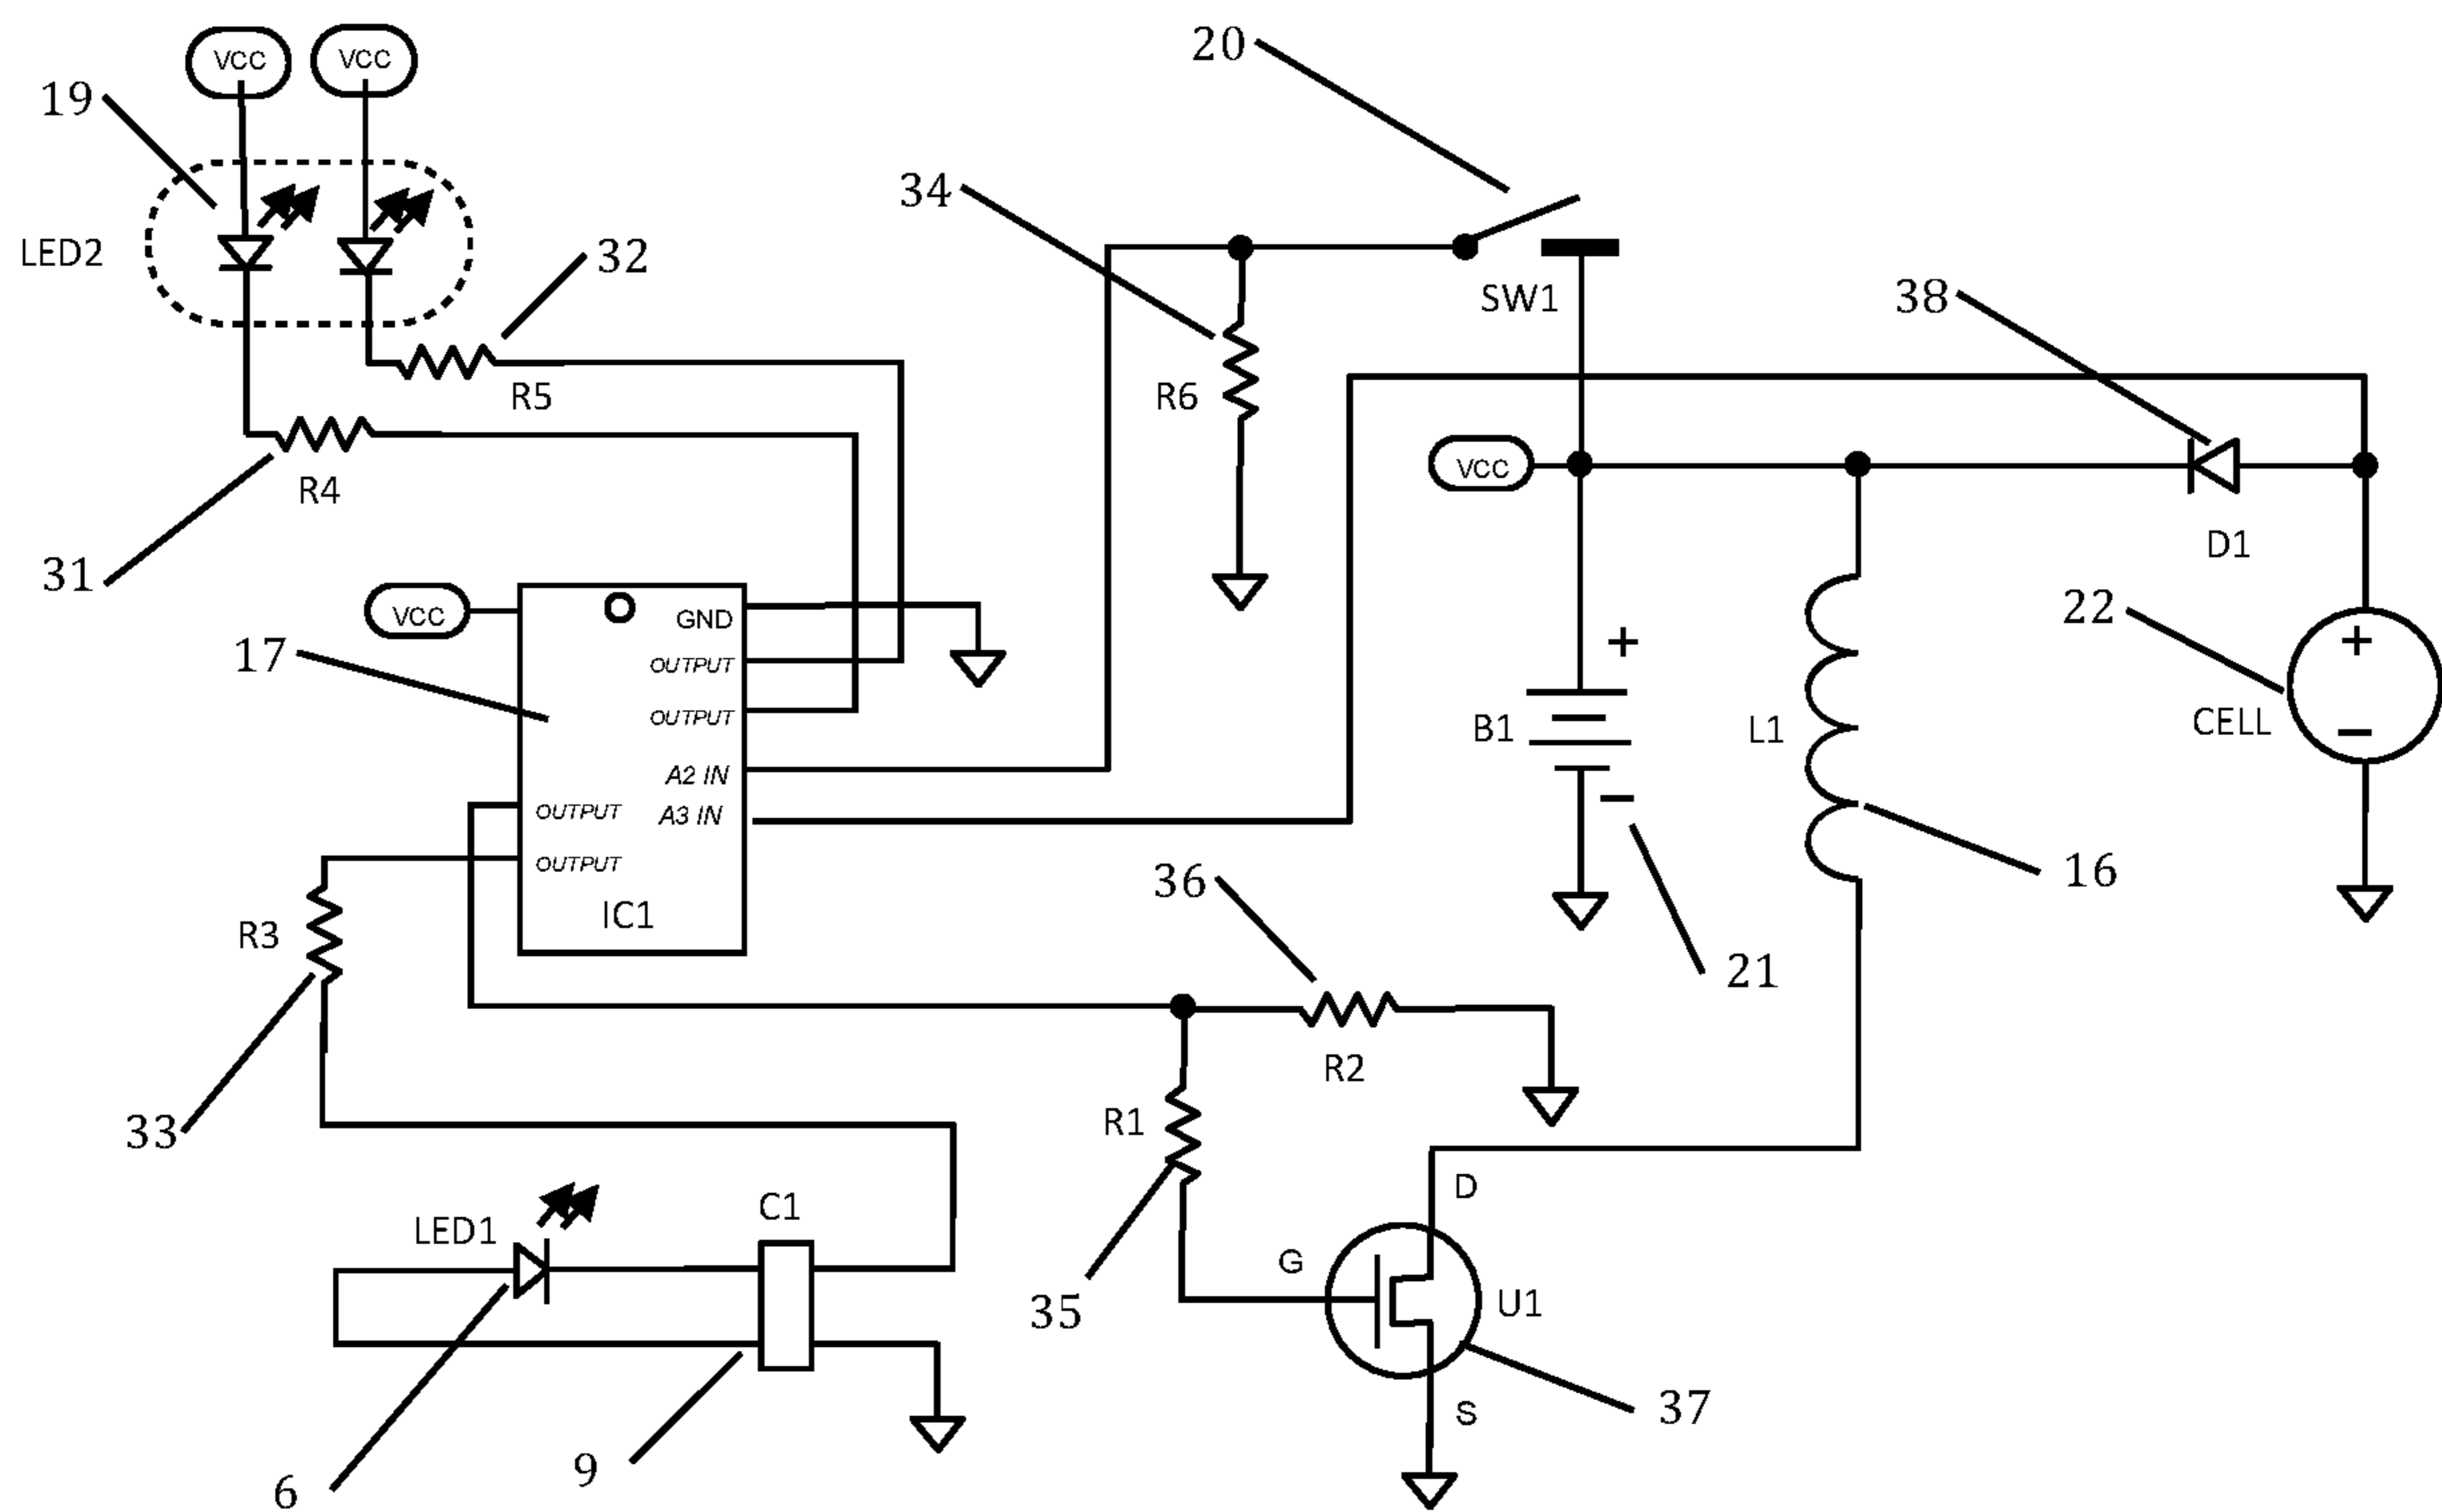 VCC
VCC
19
20
34
LED2
32
38
SW1
R5
R6
VCC
R4
D1
31
22
VCC
GND
17
OUTPUT
+
+
OUTPUT
B1
L1
CELL
−
A2 IN
−
OUTPUT
A3 IN
OUTPUT
36
16
IC1
R3
21
R2
33
R1
D
LED1
C1
G
35
U1
37
S
9
6